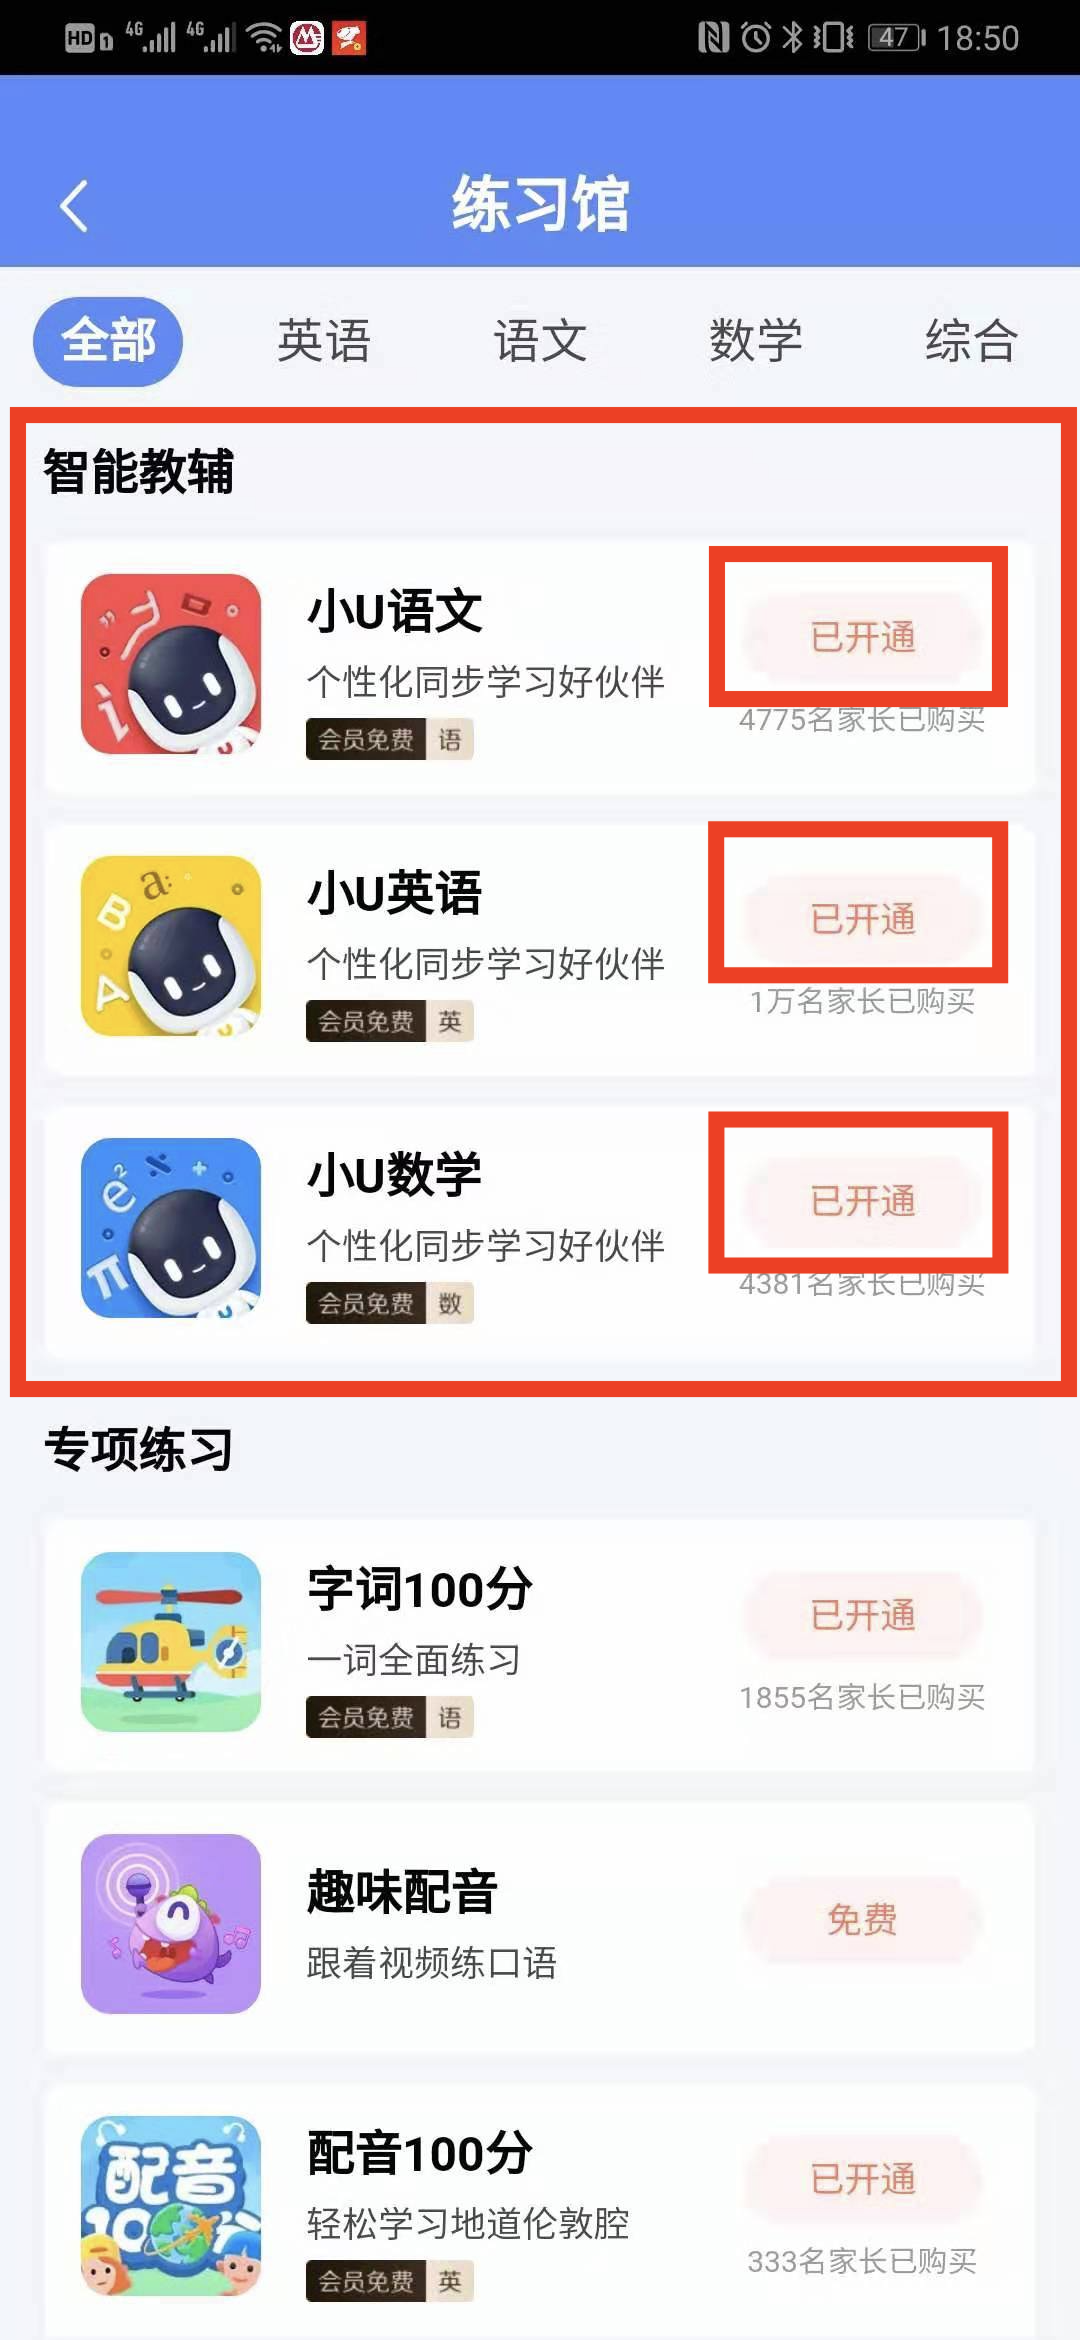 HD 1 4G 4G 47 18:50
练习馆
全部 英语 语文 数学 综合
智能教辅
小U语文
已开通
个性化同步学习好伙伴
4775名家长已购买
会员免费 语
小U英语
已开通
个性化同步学习好伙伴
1万名家长已购买
会员免费 英
小U数学
已开通
个性化同步学习好伙伴
4381名家长已购买
会员免费 数
专项练习
字词100分
已开通
一词全面练习
1855名家长已购买
会员免费 语
趣味配音
免费
跟着视频练口语
配音
100分
配音100分
已开通
轻松学习地道伦敦腔
333名家长已购买
会员免费 英